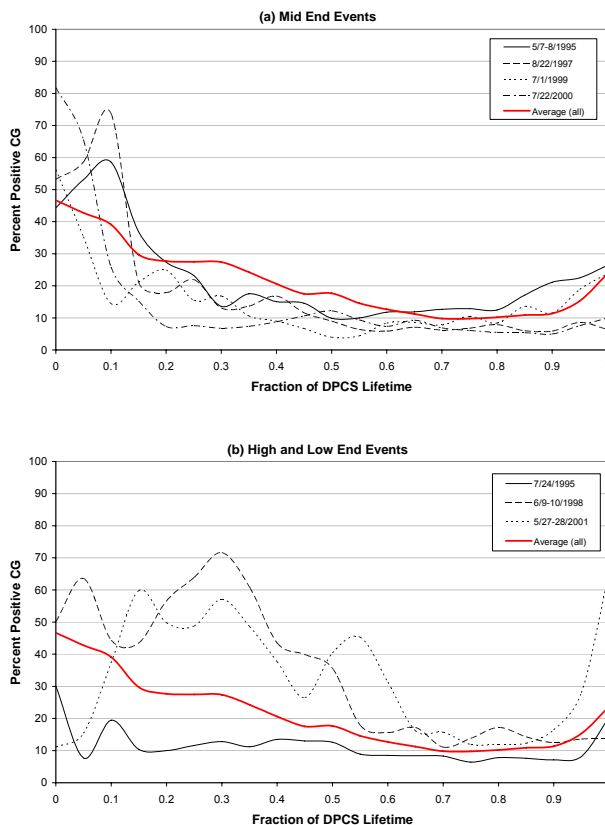 (a) Mid End Events
100
90
80
70
60
50
40
30
20
10
0
Percent Positive CG
5/7-8/1995
8/22/1997
7/1/1999
7/22/2000
Average (all)
0 0.1 0.2 0.3 0.4 0.5 0.6 0.7 0.8 0.9
Fraction of DPCS Lifetime
(b) High and Low End Events
100
90
80
70
60
50
40
30
20
10
0
Percent Positive CG
7/24/1995
6/9-10/1998
5/27-28/2001
Average (all)
0 0.1 0.2 0.3 0.4 0.5 0.6 0.7 0.8 0.9
Fraction of DPCS Lifetime